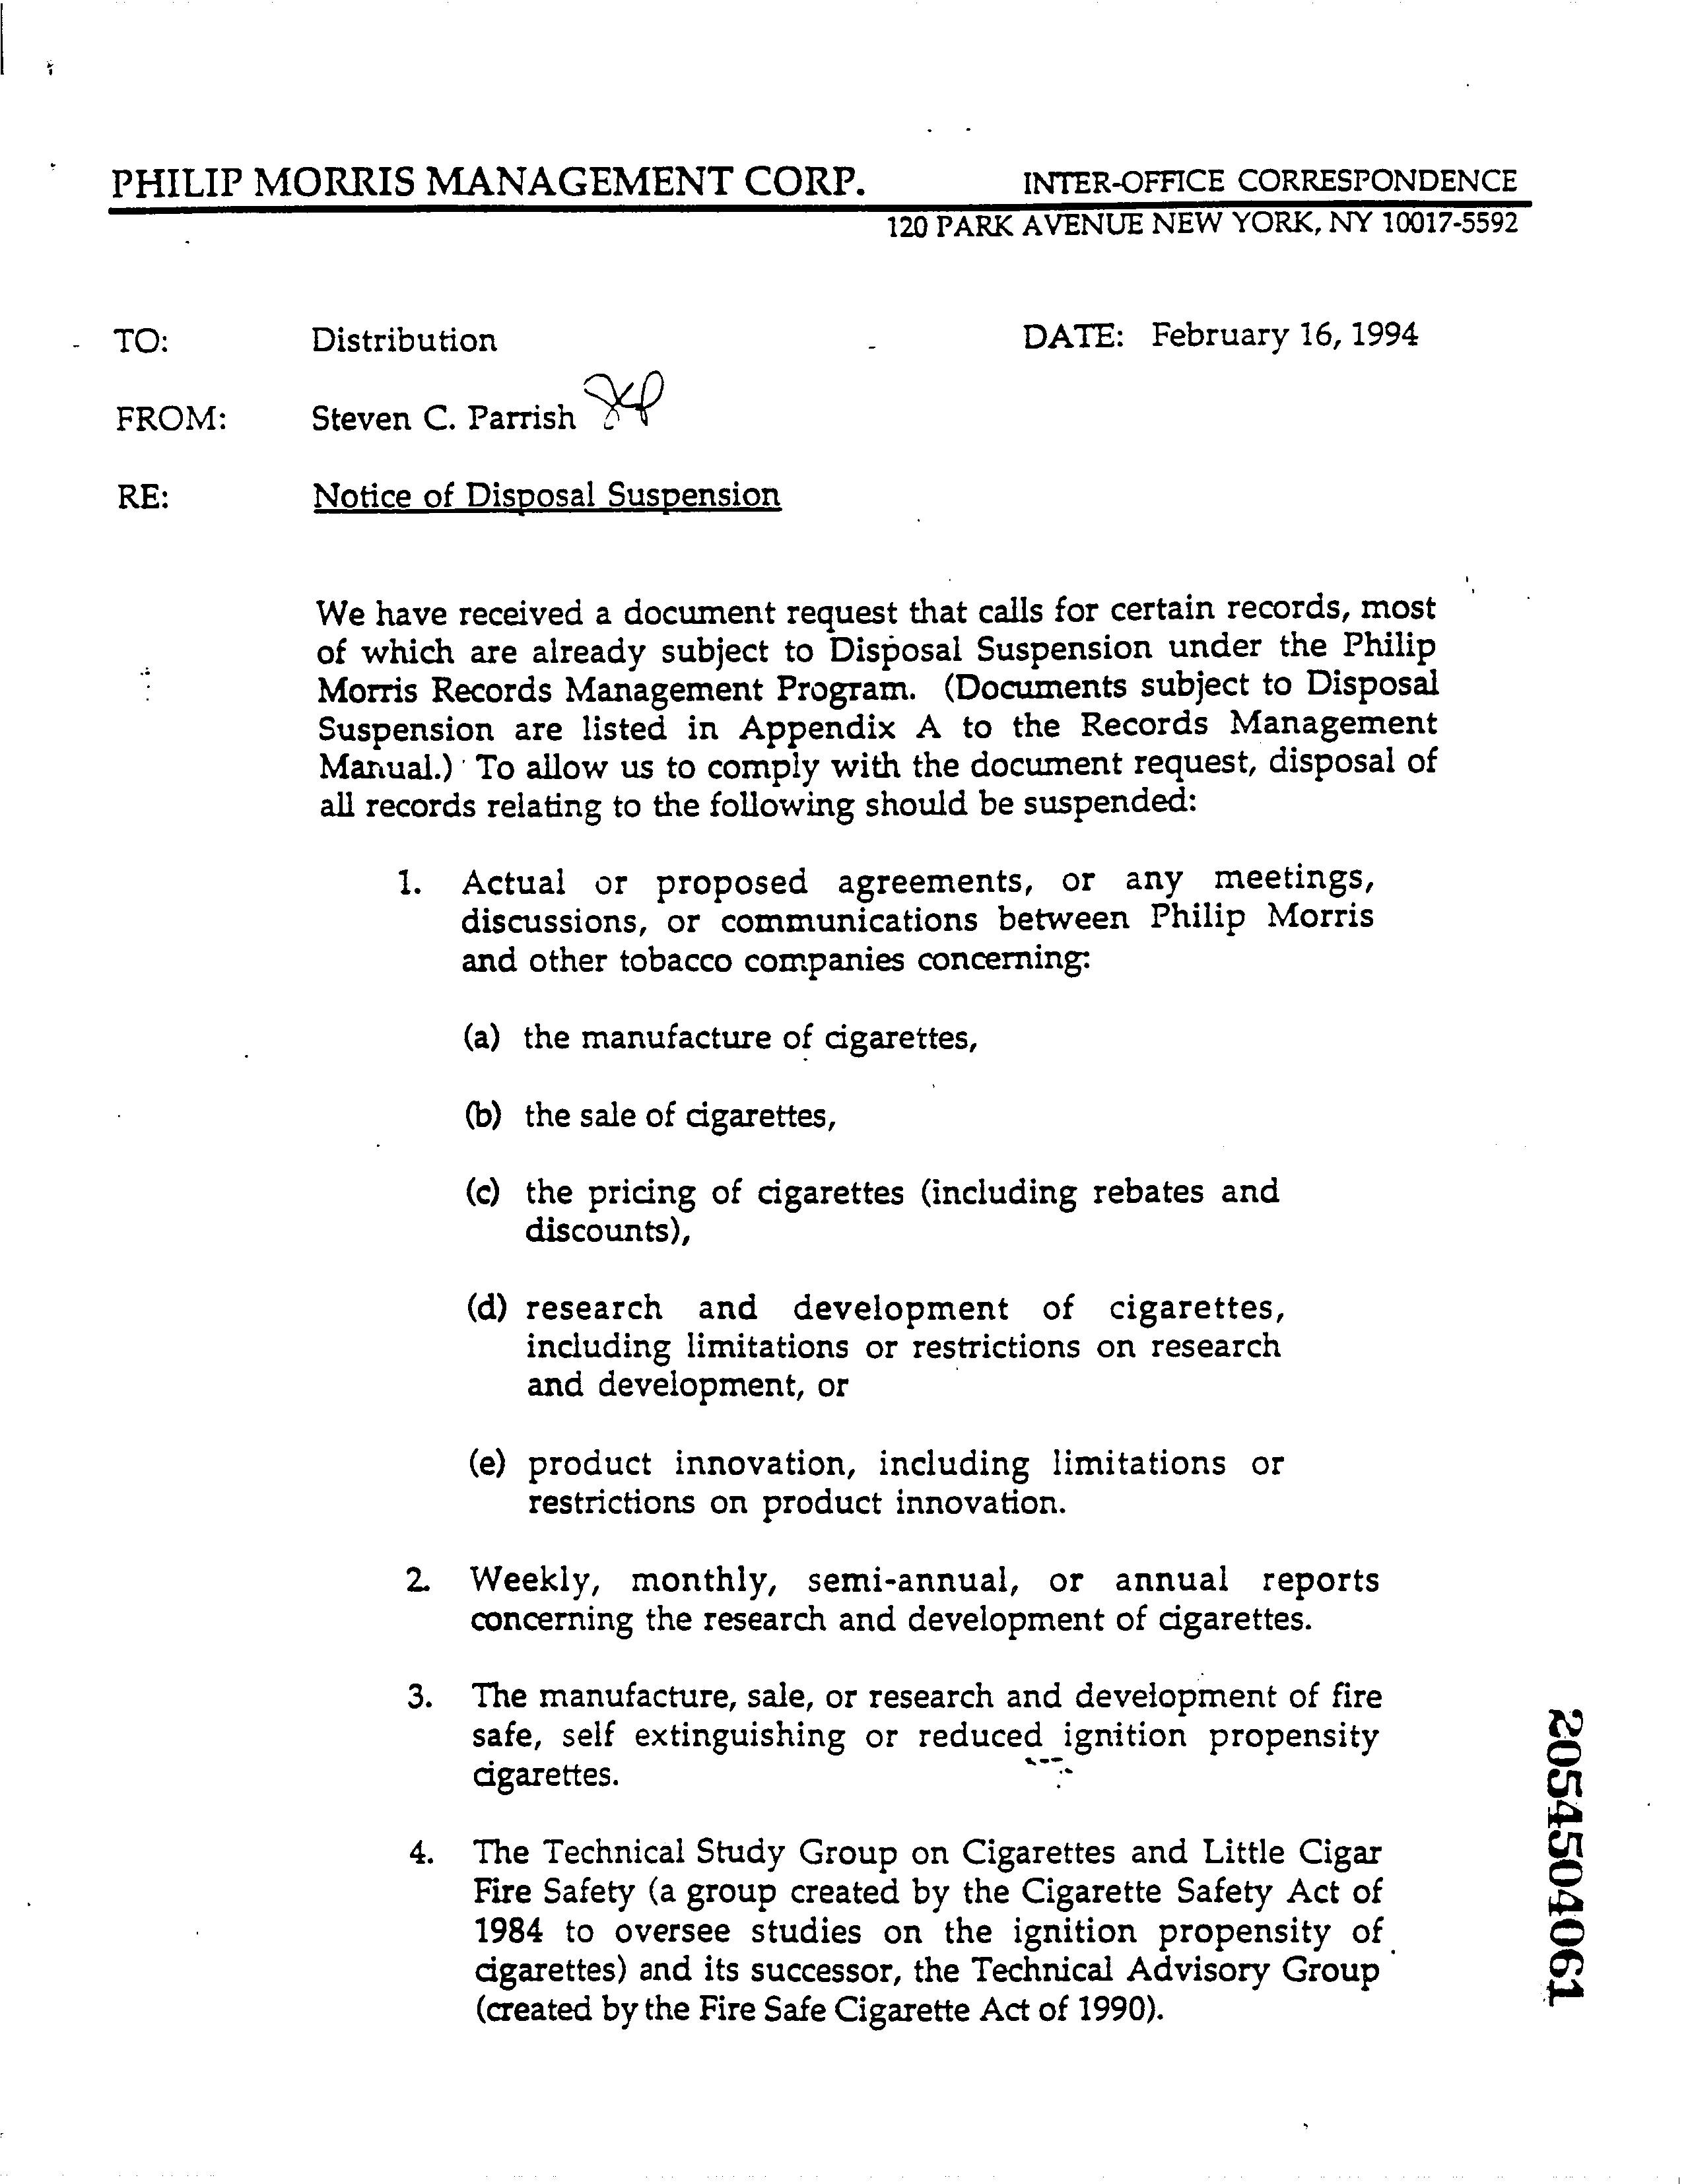 PHILIP MORRIS MANAGEMENT CORP. INTER-OFFICE CORRESPONDENCE
120 PARK AVENUE NEW YORK, NY 10017-5592
TO: Distribution DATE: February 16, 1994
FROM: Steven C. Parrish
RE: Notice of Disposal Suspension
We have received a document request that calls for certain records, most
of which are already subject to Disposal Suspension under the Philip
Morris Records Management Program. (Documents subject to Disposal
Suspension are listed in Appendix A to the Records Management
Manual.) To allow us to comply with the document request, disposal of
all records relating to the following should be suspended:
1. Actual or proposed agreements, or any meetings,
discussions, or communications between Philip Morris
and other tobacco companies concerning:
(a) the manufacture of cigarettes,
(b) the sale of cigarettes,
(c) the pricing of cigarettes (including rebates and
discounts),
(d) research and development of cigarettes,
including limitations or restrictions on research
and development, or
(e) product innovation, including limitations or
restrictions on product innovation.
2. Weekly, monthly, semi-annual, or annual reports
concerning the research and development of cigarettes.
3. The manufacture, sale, or research and development of fire
safe, self extinguishing or reduced ignition propensity
cigarettes.
4. The Technical Study Group on Cigarettes and Little Cigar
Fire Safety (a group created by the Cigarette Safety Act of
1984 to oversee studies on the ignition propensity of
cigarettes) and its successor, the Technical Advisory Group
(created by the Fire Safe Cigarette Act of 1990).
2054504061